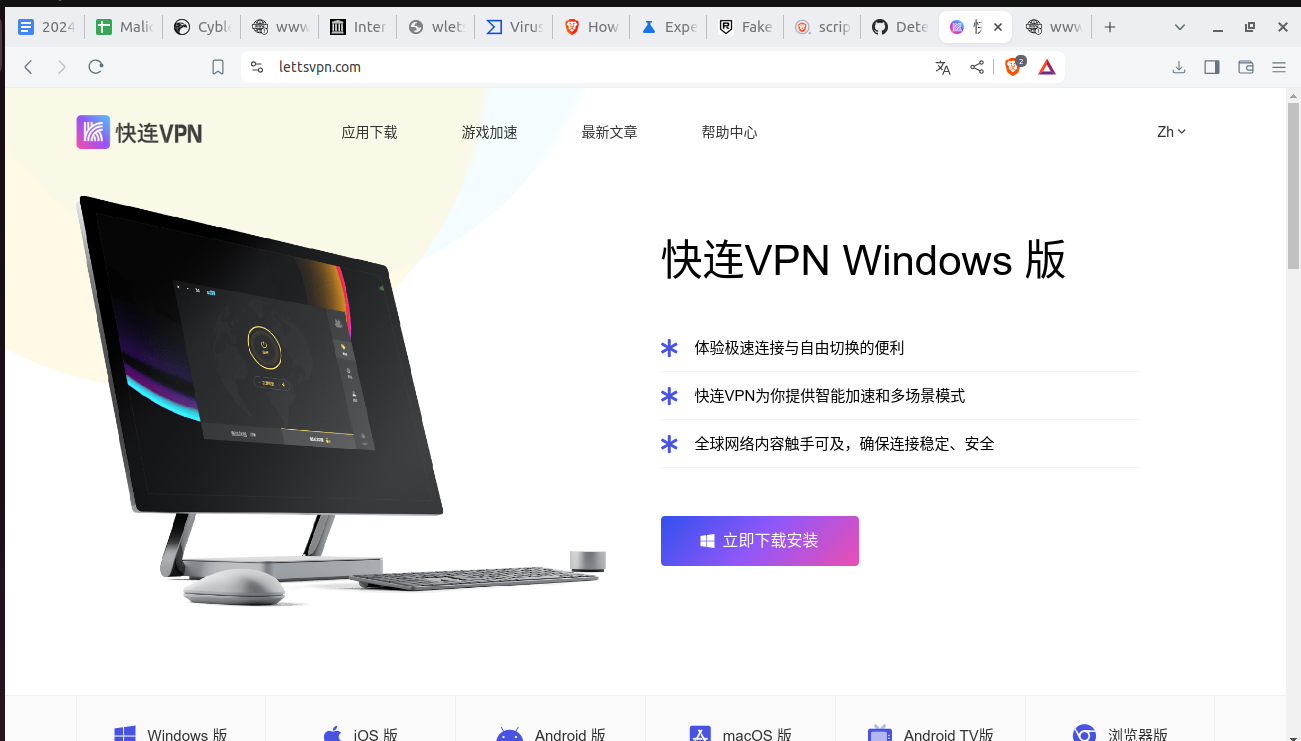 2024
Malic
Cyble
www
Inter
wlets
Virus
How
Expe
Fake
scrip
Dete
快
www
lettsvpn.com
2
快连VPN
应用下载
游戏加速
最新文章
帮助中心
Zh
快连VPN Windows 版
体验极速连接与自由切换的便利
快连VPN为你提供智能加速和多场景模式
全球网络内容触手可及，确保连接稳定、安全
立即下载安装
Windows 版
iOS 版
Android 版
macOS 版
Android TV版
浏览器版